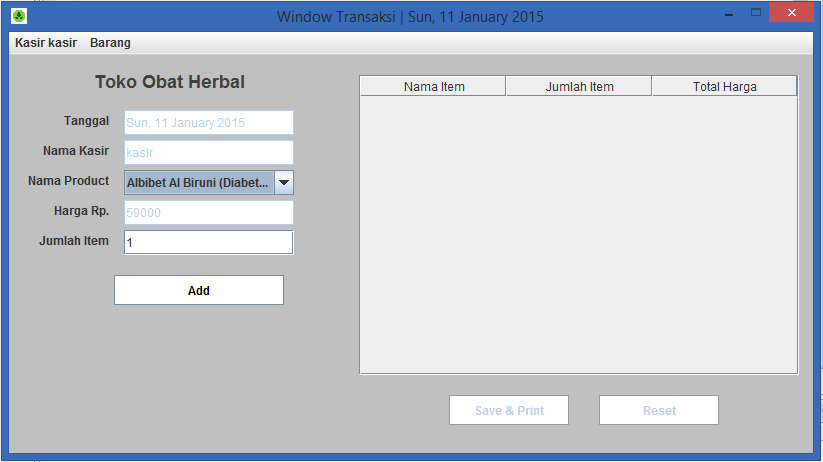 Window Transaksi | Sun, 11 January 2015
Kasir kasir Barang
Toko Obat Herbal
Tanggal Sun, 11 January 2015
Nama Kasir kasir
Nama Product Albibet Al Biruni (Diabet...
Harga Rp. 59000
Jumlah Item 1
Add
Nama Item Jumlah Item Total Harga
Save & Print Reset